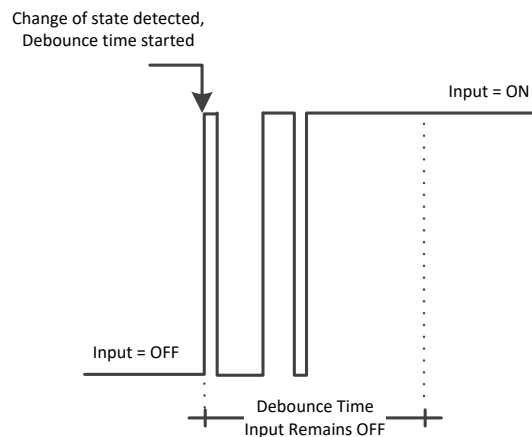 Change of state detected,
Debounce time started
Input = ON
Input = OFF
Debounce Time
Input Remains OFF